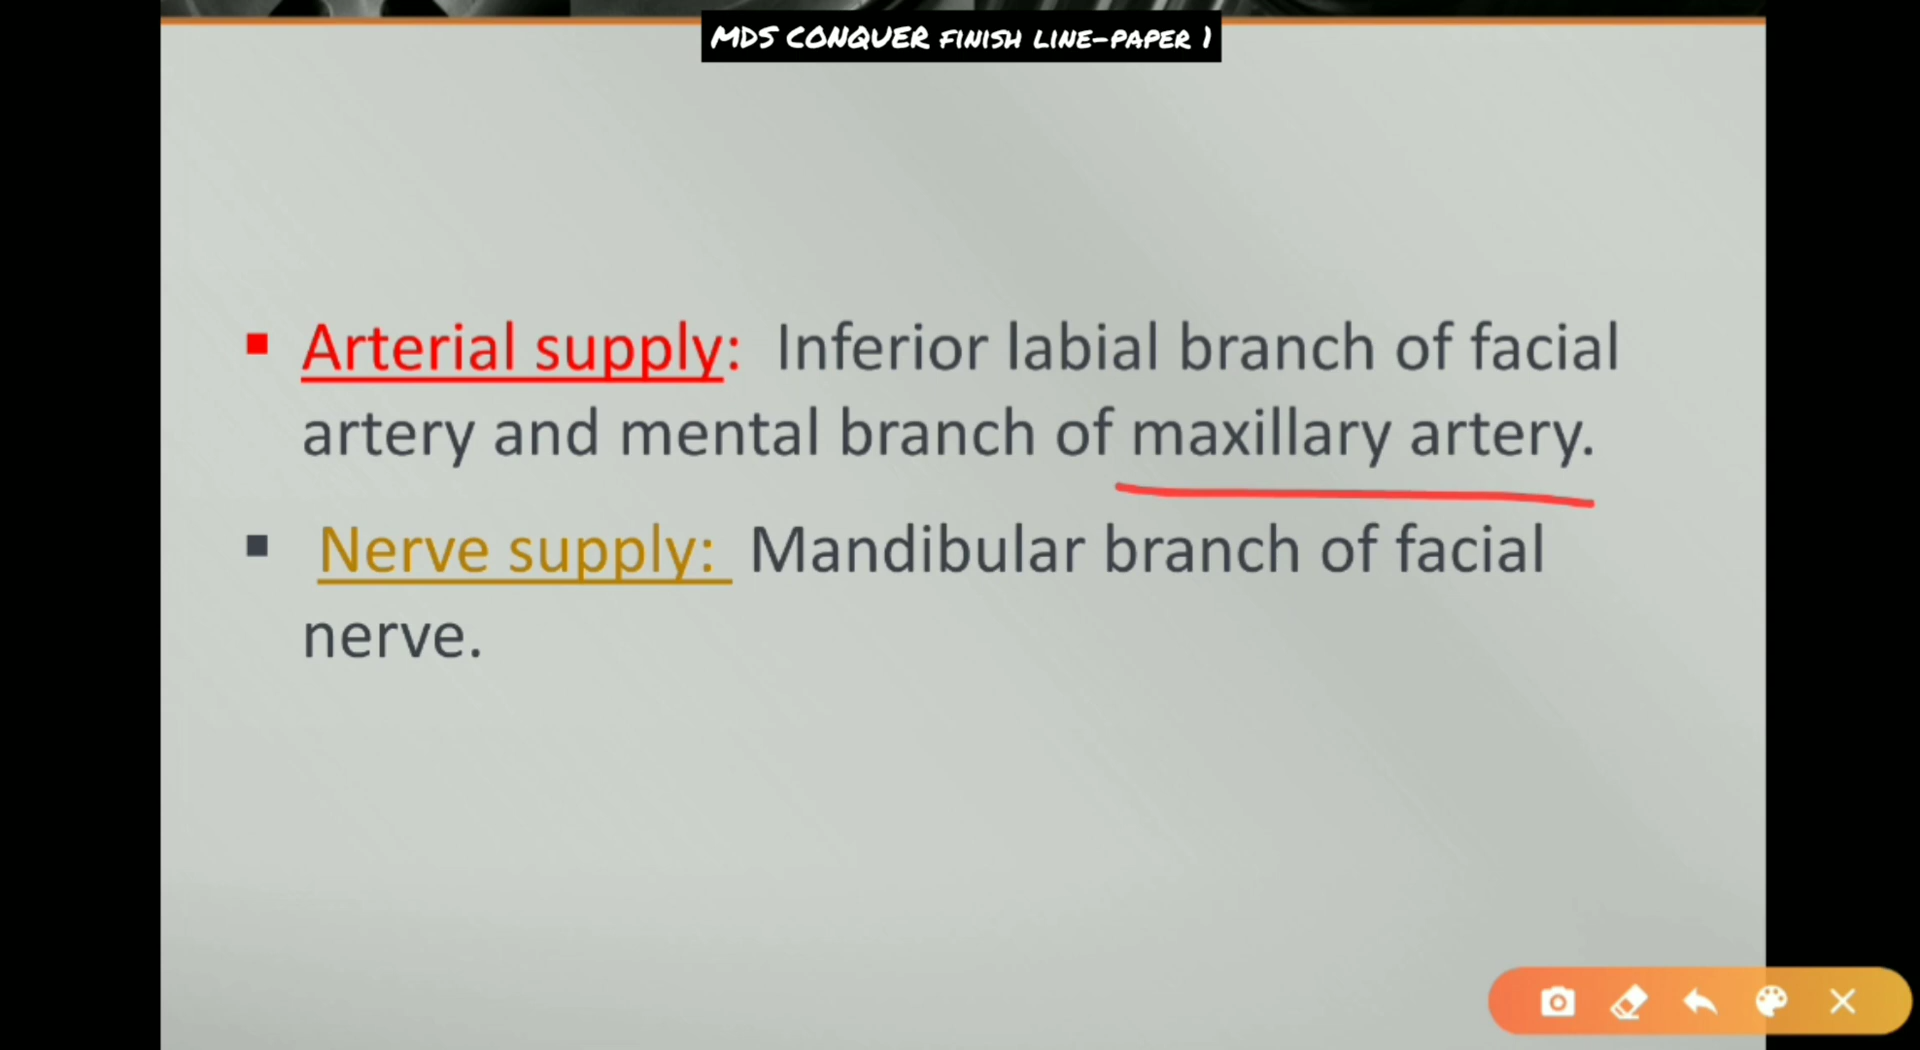 MDS CONQUER FINISH LINE-PAPER 1
▪ Arterial supply: Inferior labial branch of facial
artery and mental branch of maxillary artery.
▪ Nerve supply: Mandibular branch of facial
nerve.